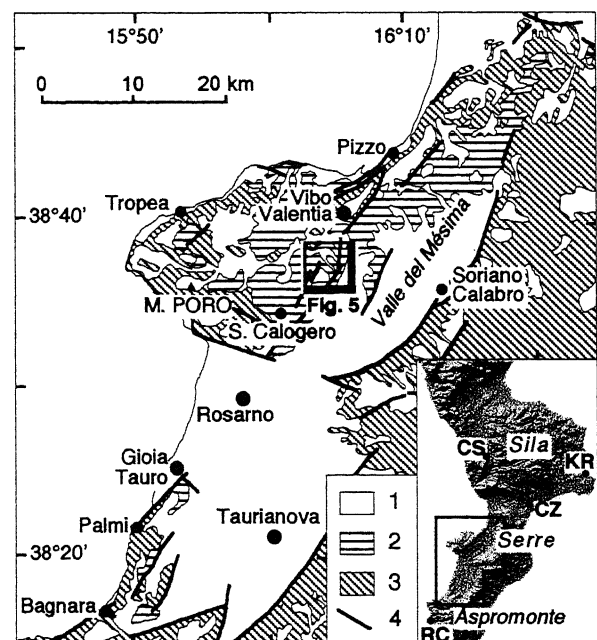 15°50' 16°10'
0 10 20 km
Pizzo
Tropea
Vibo
Valentia
38°40'
Valle del Mesima
Soriano
Calabro
M. PORO
Fig. 5
S. Calogero
Rosarno
Gioia
Tauro
Palmi
Taurianova
38°20'
Bagnara
1
2
3
4
CS
Sila
KR
CZ
Serre
Aspromonte
RC